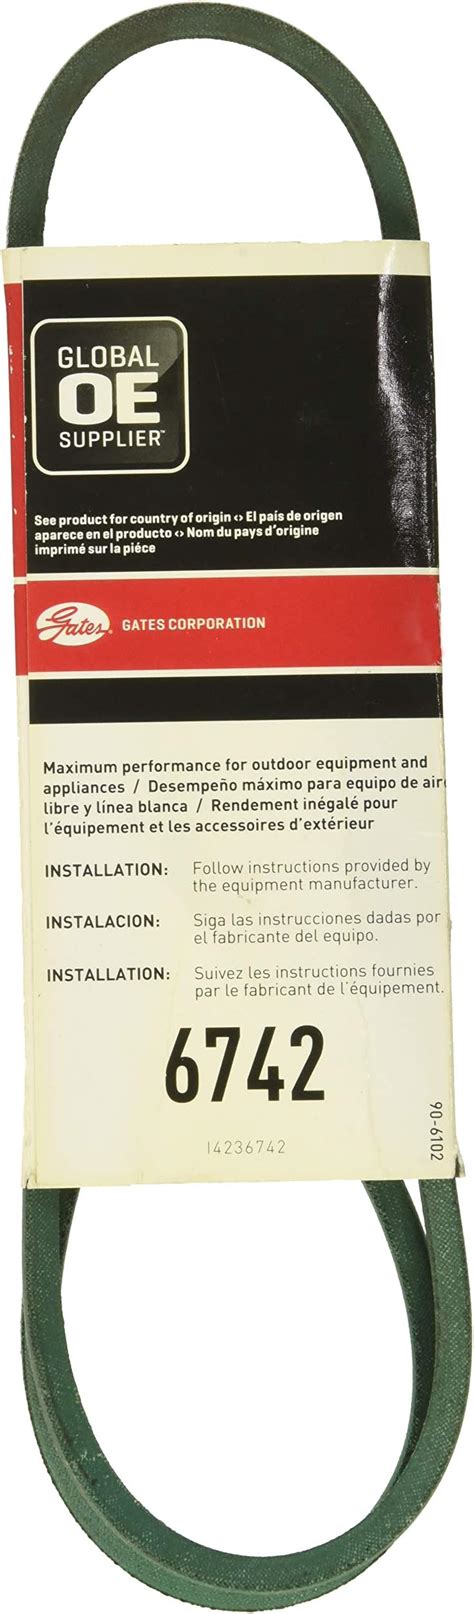 GLOBAL
OE
SUPPLIER™
See product for country of origin ‹› El país de origen
aparece en el producto ‹› Nom du pays d'origine
imprimé sur la piéce
Gates
GATES CORPORATION
Maximum performance for outdoor equipment and
appliances / Desempeño máximo para equipo de aire
libre y línea blanca / Rendement inégalé pour
l'équipement et les accessoires d'extérieur
INSTALLATION: Follow instructions provided by
the equipment manufacturer.
INSTALACION: Siga las instrucciones dadas por
el fabricante del equipo.
INSTALLATION: Suivez les instructions fournies
par le fabricant de l'équipement.
6742
14236742
90-6102